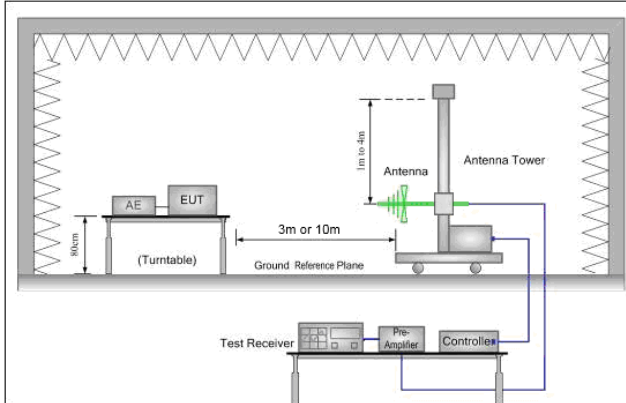 1m to 4m
Antenna
Antenna Tower
AE
EUT
80cm
(Turntable)
3m or 10m
Ground Reference Plane
Test Receiver
Pre-
Amplifier
Controlle